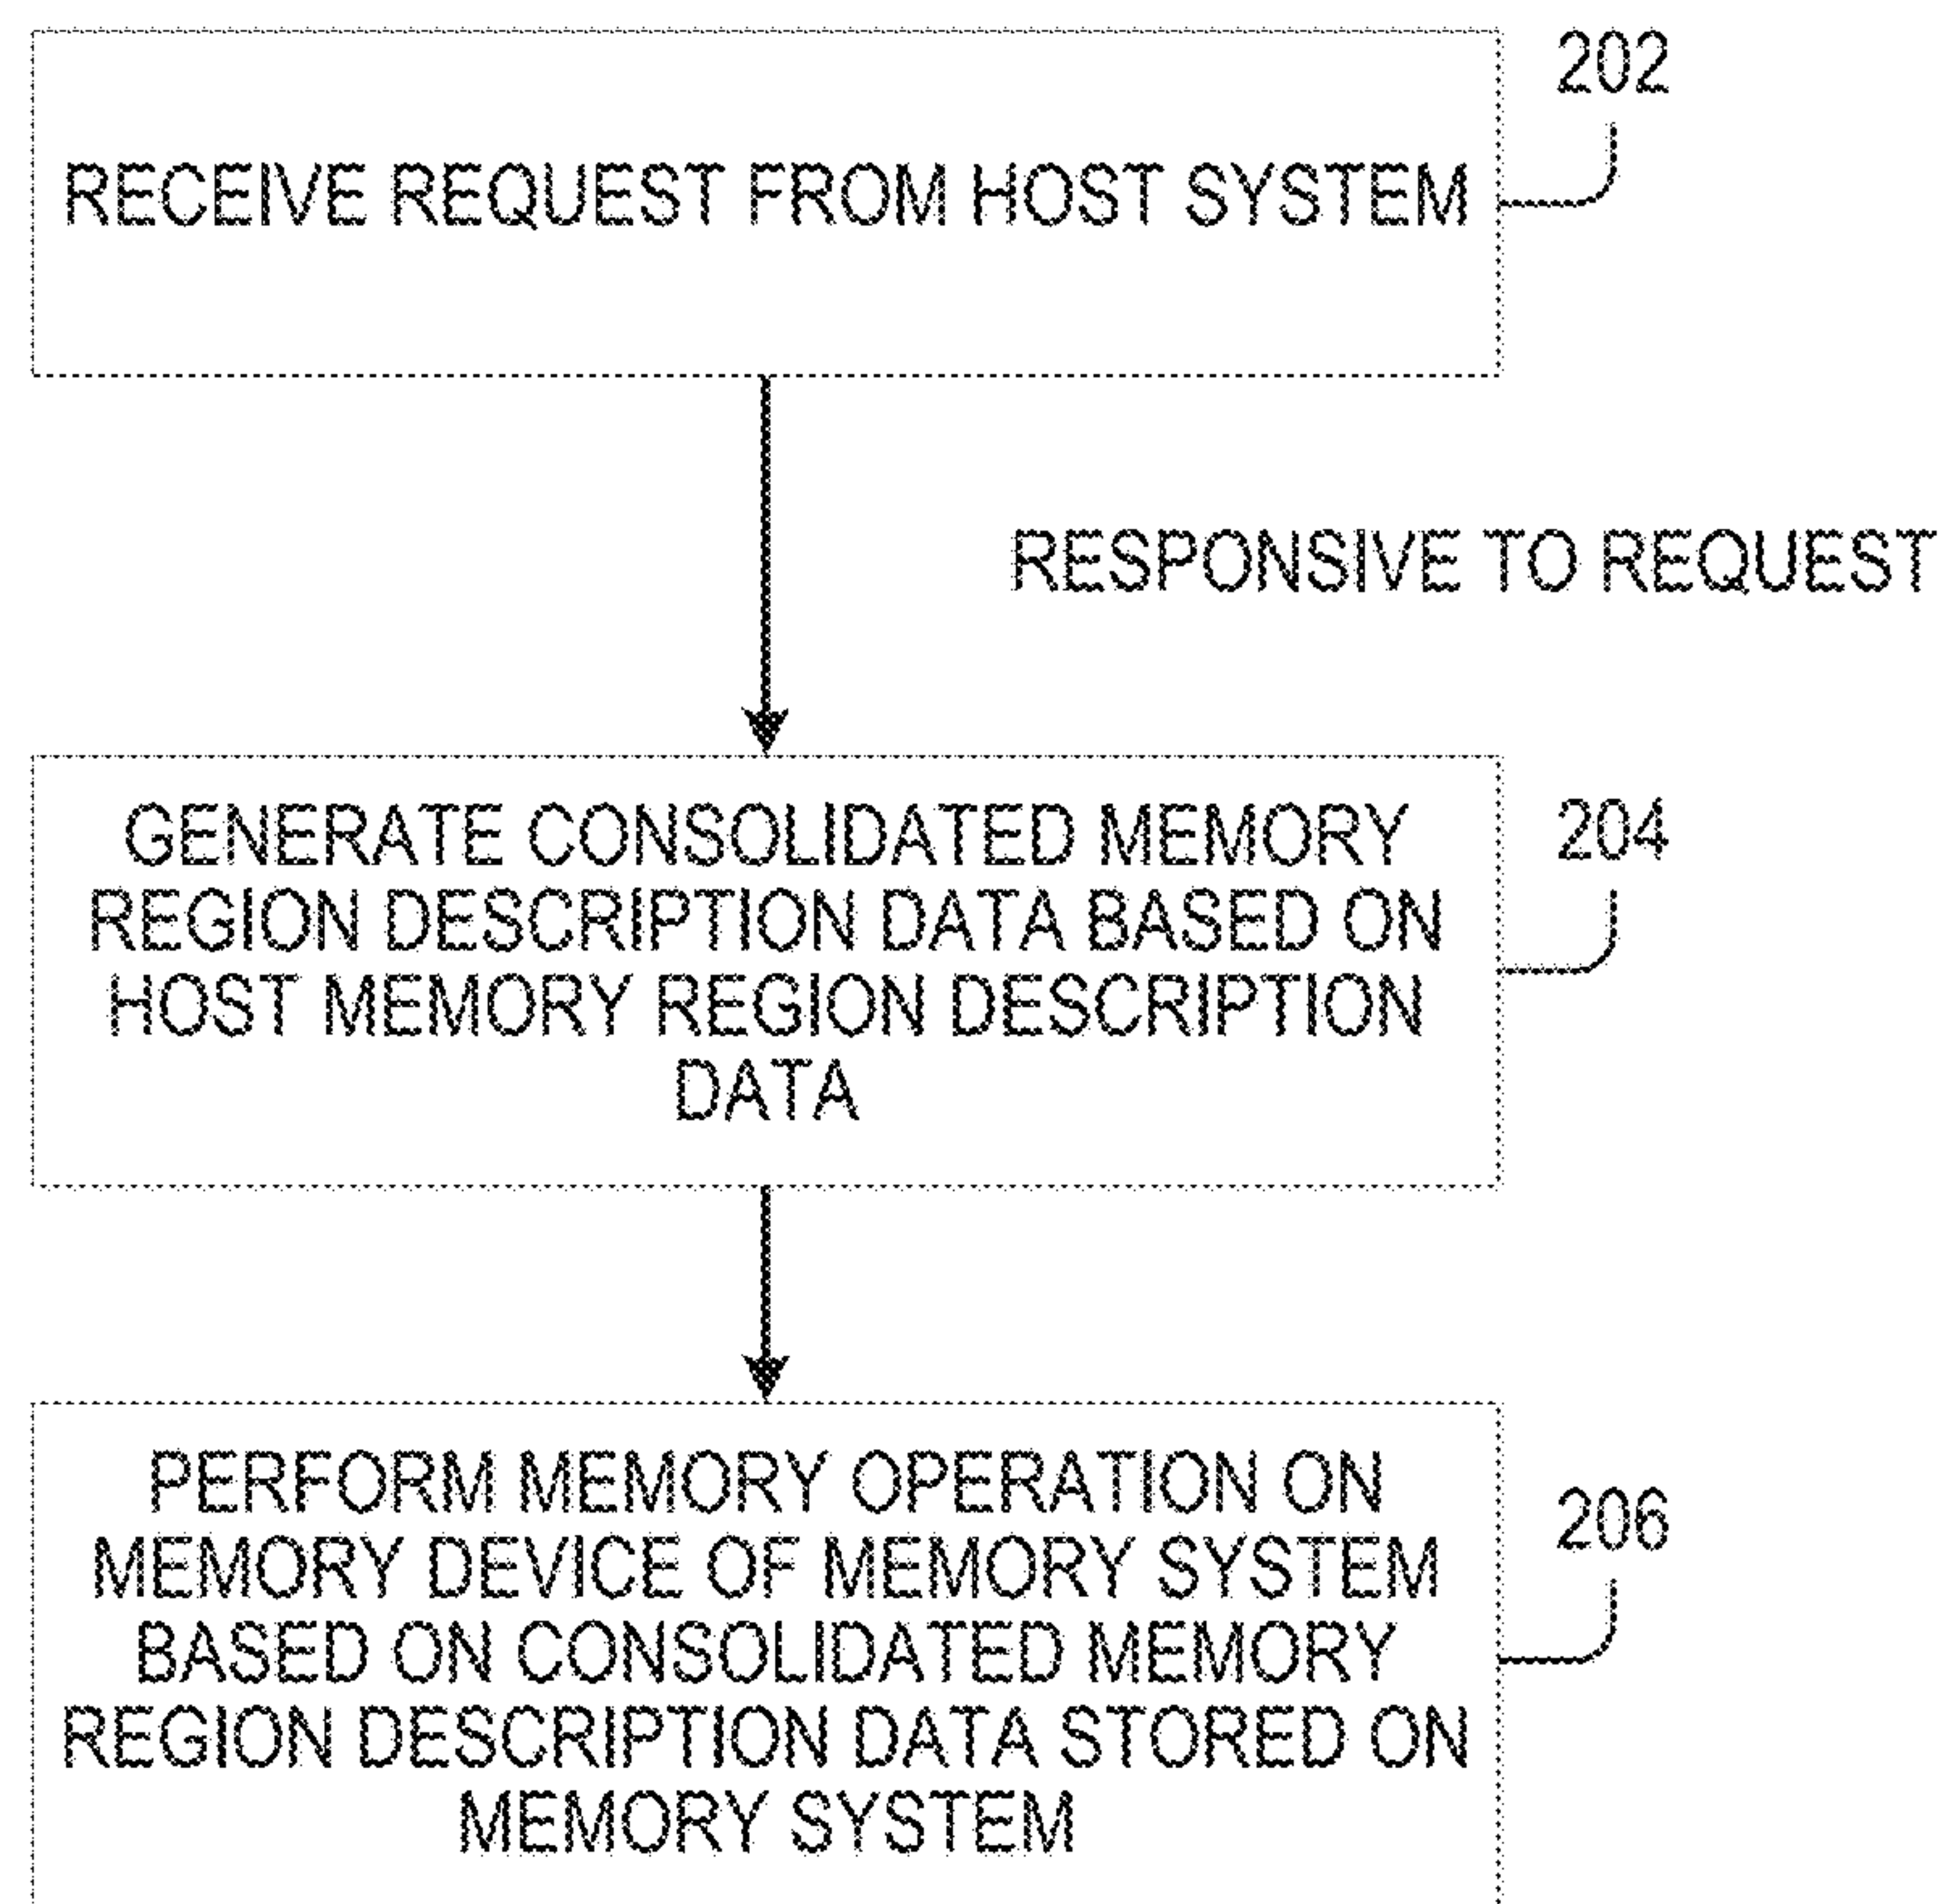 202
RECEIVE REQUEST FROM HOST SYSTEM
RESPONSIVE TO REQUEST
GENERATE CONSOLIDATED MEMORY
204
REGION DESCRIPTION DATA BASED ON
HOST MEMORY REGION DESCRIPTION
DATA
PERFORM MEMORY OPERATION ON
206
MEMORY DEVICE OF MEMORY SYSTEM
BASED ON CONSOLIDATED MEMORY
REGION DESCRIPTION DATA STORED ON
MEMORY SYSTEM